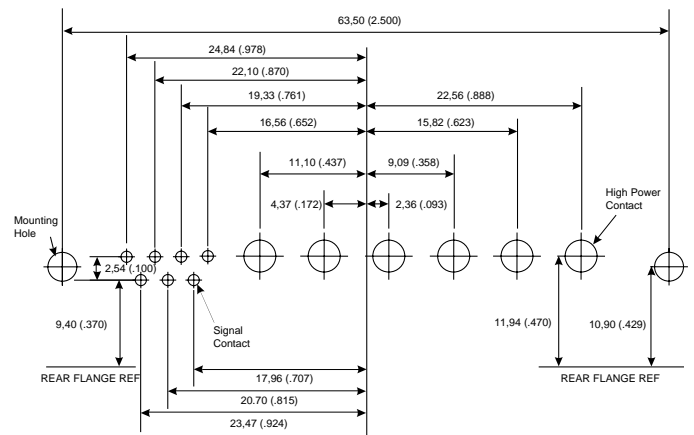 63,50 (2.500)
24,84 (.978)
22,10 (.870)
19,33 (.761)
22,56 (.888)
16,56 (.652)
15,82 (.623)
11,10 (.437)
9,09 (.358)
4,37 (.172)
2,36 (.093)
High Power
Contact
Mounting
Hole
2,54 (.100)
9,40 (.370)
Signal
Contact
11,94 (.470)
10,90 (.429)
REAR FLANGE REF
17,96 (.707)
REAR FLANGE REF
20.70 (.815)
23,47 (.924)